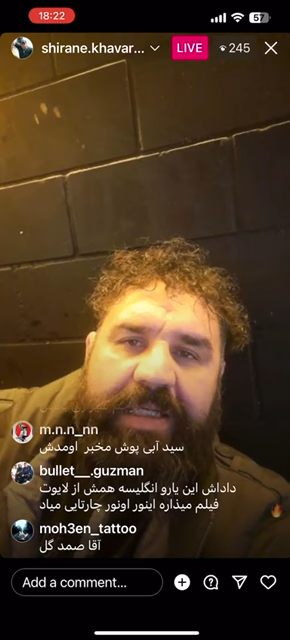 18:22
57
shirane.khavar...
LIVE
245
m.n.n_nn
سید آبی پوش مخبر اومدش
bullet__.guzman
داداش این یارو انگلیسه همش از لایوت
فیلم میذاره اینور اونور چارتایی میاد
moh3en_tattoo
آقا صمد گل
Add a comment...